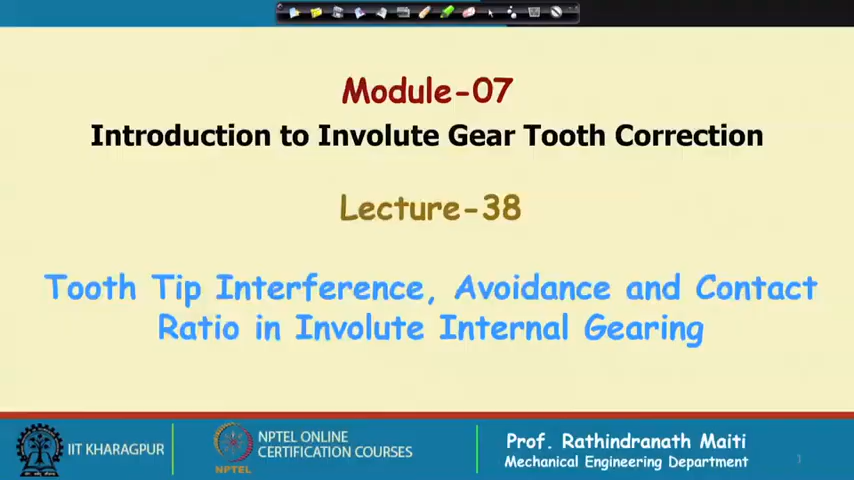 Module-07
Introduction to Involute Gear Tooth Correction
Lecture-38
Tooth Tip Interference, Avoidance and Contact
Ratio in Involute Internal Gearing
IIT KHARAGPUR
NPTEL
NPTEL ONLINE
CERTIFICATION COURSES
Prof. Rathindranath Maiti
Mechanical Engineering Department
1